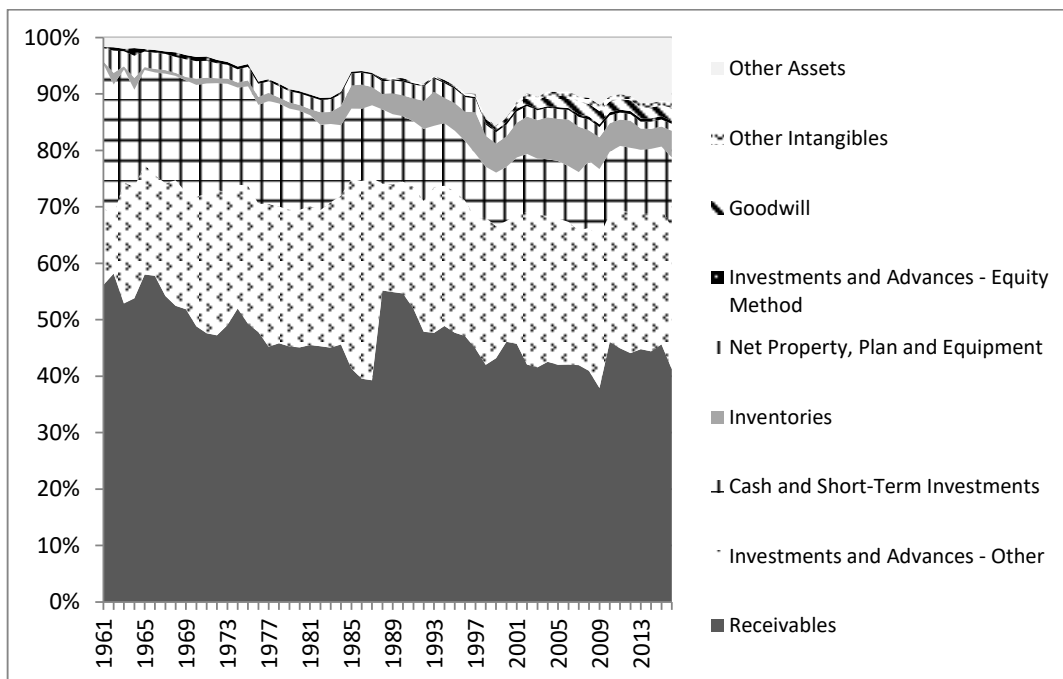 100%
90%
80%
70%
60%
50%
40%
30%
20%
10%
0%
1961
1965
1969
1973
1977
1981
1985
1989
1993
1997
2001
2005
2009
2013
Other Assets
Other Intangibles
Goodwill
Investments and Advances - Equity
Method
Net Property, Plan and Equipment
Inventories
Cash and Short-Term Investments
Investments and Advances - Other
Receivables